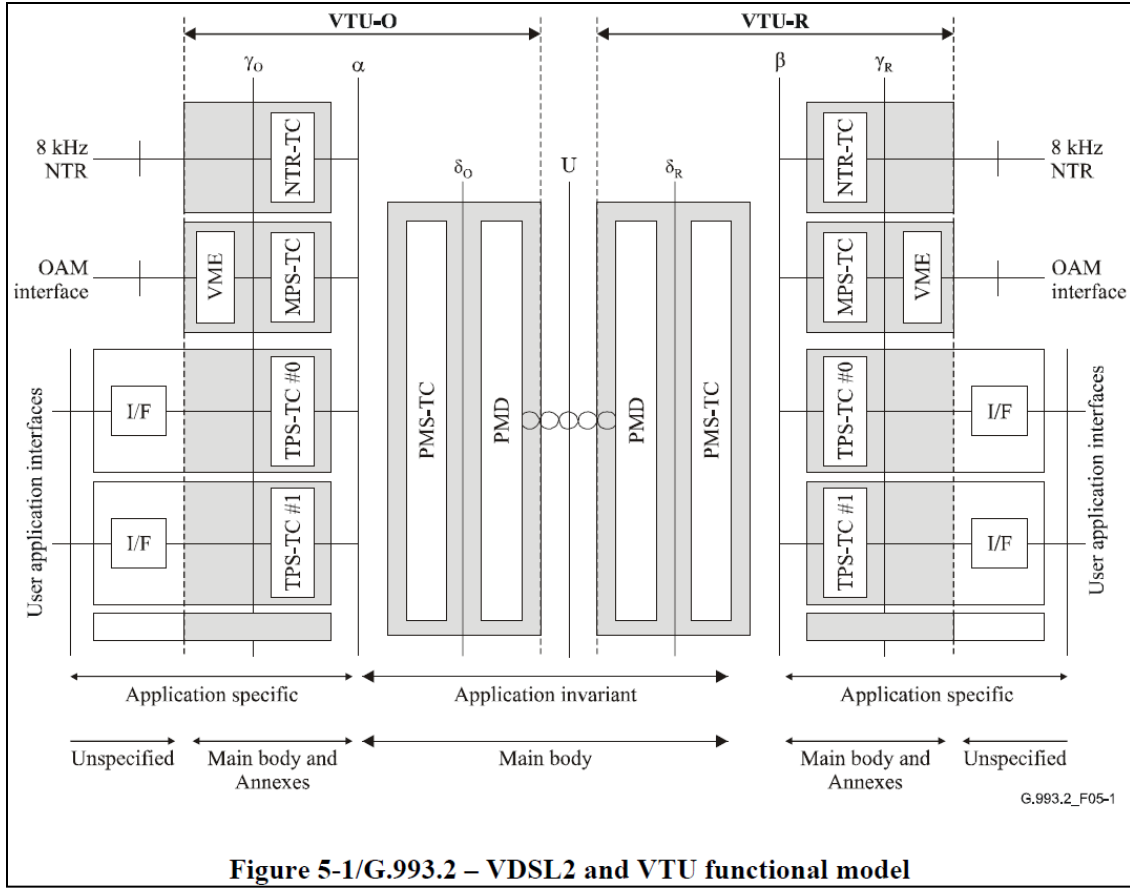 VTU-O
VTU-R
γO
α
β
γR
8 kHz
NTR
NTR-TC
δO
U
δR
NTR-TC
8 kHz
NTR
OAM
interface
VME
MPS-TC
MPS-TC
VME
OAM
interface
User application interfaces
I/F
TPS-TC #0
PMS-TC
PMD
PMD
PMS-TC
TPS-TC #0
I/F
User application interfaces
I/F
TPS-TC #1
TPS-TC #1
I/F
Application specific
Application invariant
Application specific
Unspecified
Main body and
Annexes
Main body
Main body and
Annexes
Unspecified
G.993.2_F05-1
Figure 5-1/G.993.2 – VDSL2 and VTU functional model